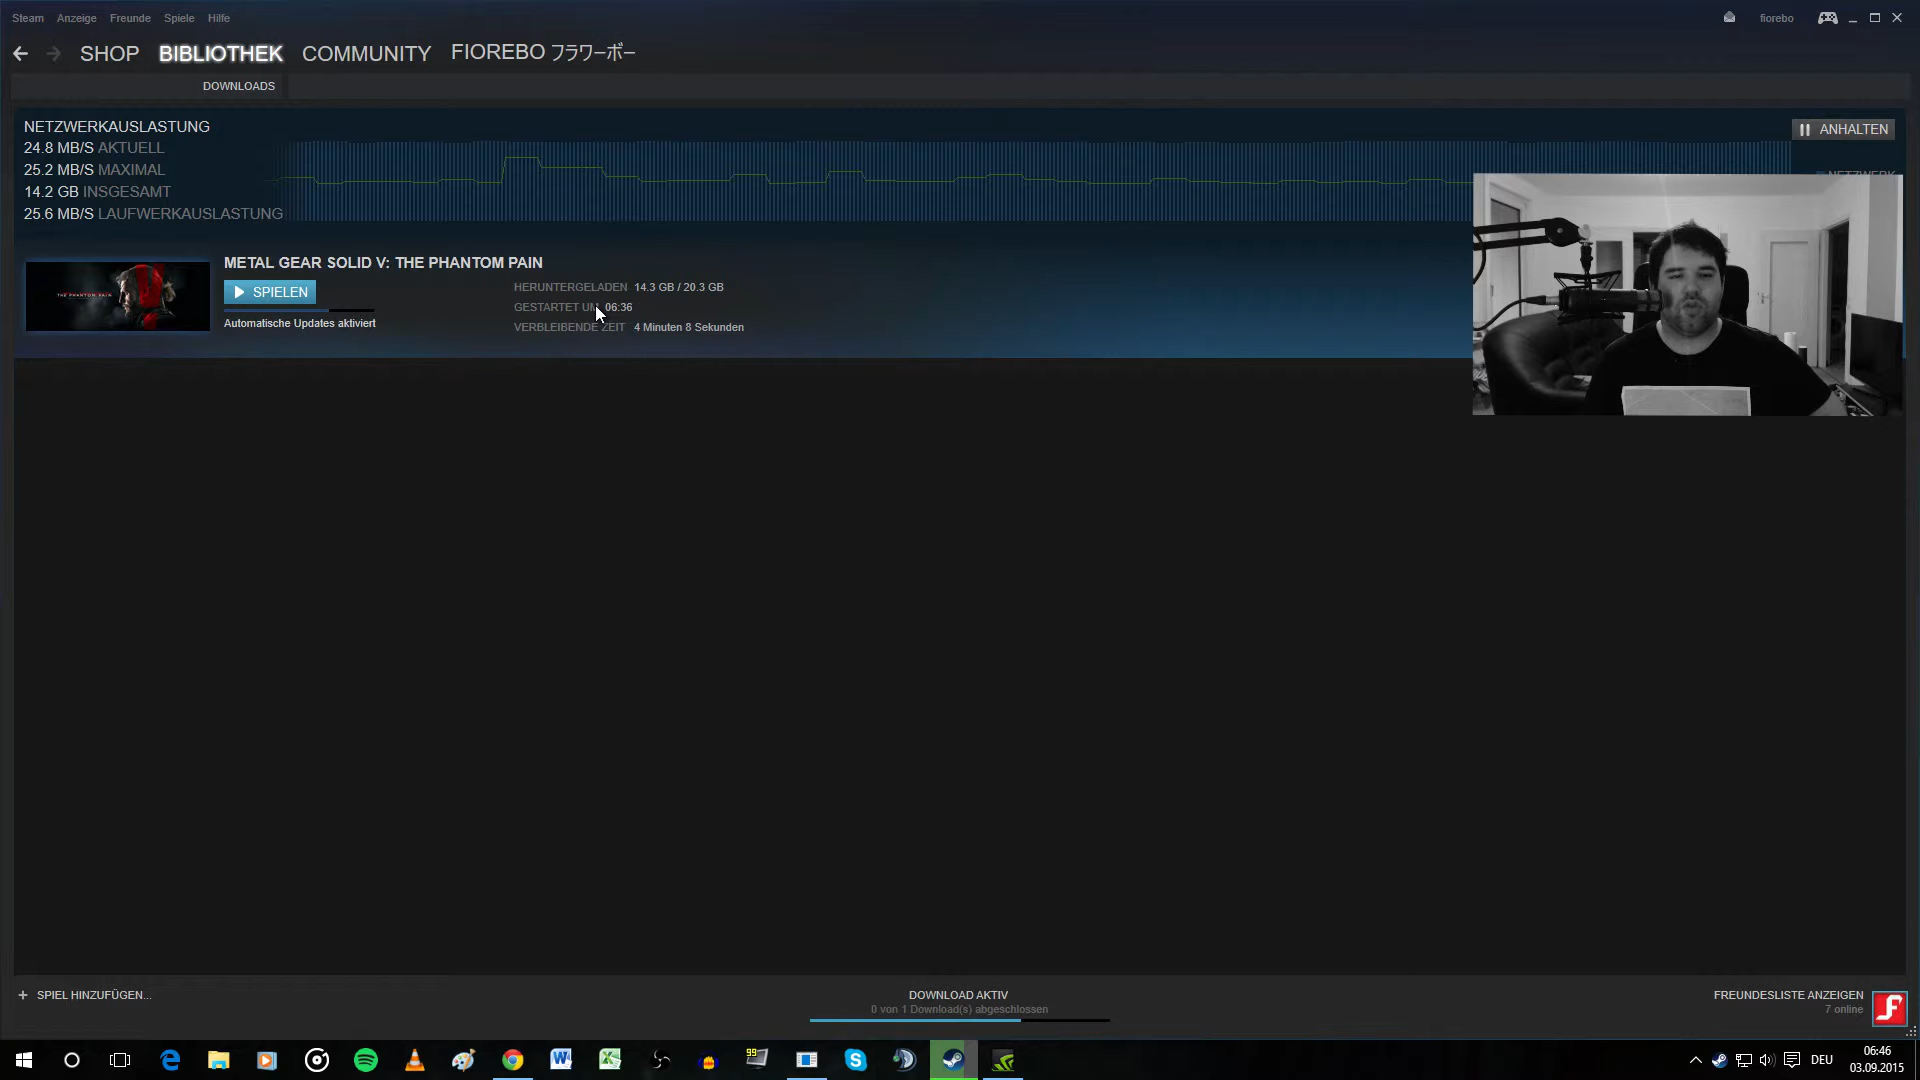 Steam Anzeige Freunde Spiele Hilfe
fiorebo
SHOP BIBLIOTHEK COMMUNITY FIOREBO フラワーボー
DOWNLOADS
NETZWERKAUSLASTUNG
ANHALTEN
24.8 MB/S AKTUELL
25.2 MB/S MAXIMAL
14.2 GB INSGESAMT
25.6 MB/S LAUFWERKAUSLASTUNG
METAL GEAR SOLID V: THE PHANTOM PAIN
THE PHANTOM PAIN
SPIELEN
Automatische Updates aktiviert
HERUNTERGELADEN 14.3 GB / 20.3 GB
GESTARTET UM 06:36
VERBLEIBENDE ZEIT 4 Minuten 8 Sekunden
+ SPIEL HINZUFÜGEN...
DOWNLOAD AKTIV
0 von 1 Download(s) abgeschlossen
FREUNDESLISTE ANZEIGEN
7 online
99
DEU
06:46
03.09.2015